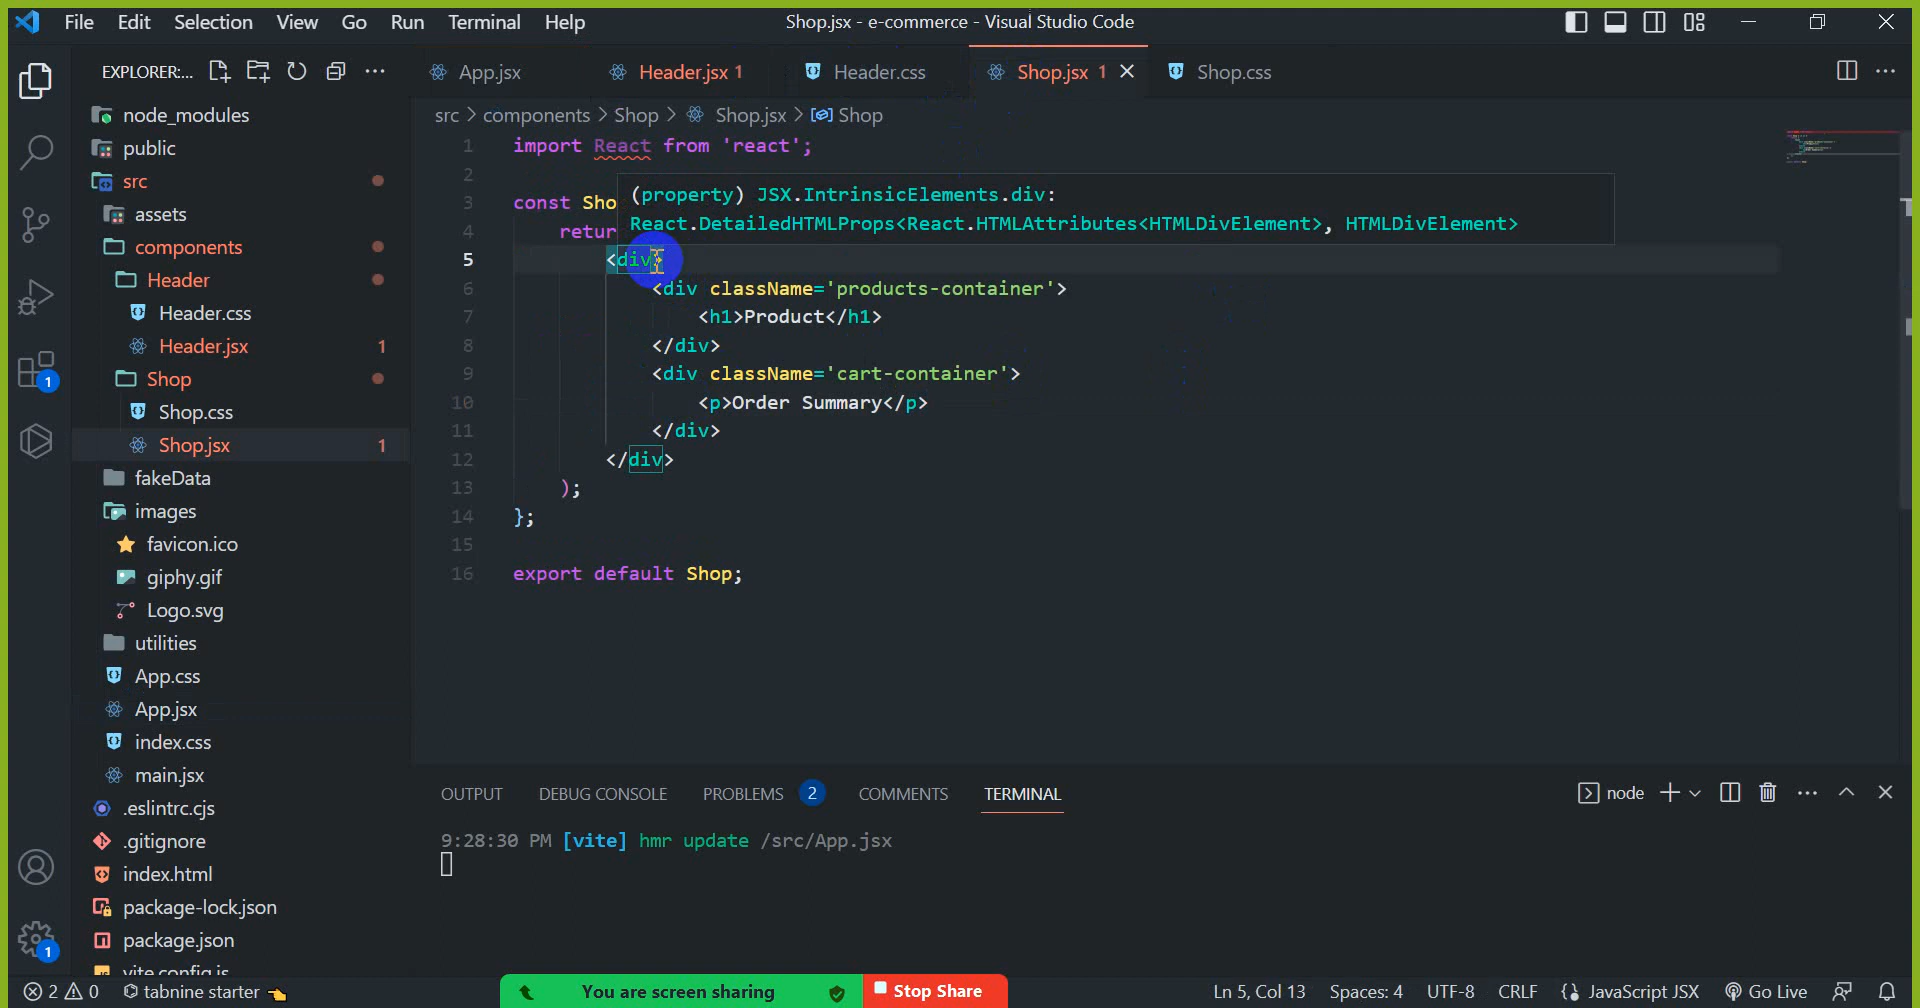 File Edit Selection View Go Run Terminal Help
Shop.jsx - e-commerce - Visual Studio Code
EXPLORER:...
App.jsx
Header.jsx 1
Header.css
Shop.jsx 1
Shop.css
src > components > Shop > Shop.jsx > Shop
node_modules
public
src
assets
components
Header
Header.css
Header.jsx 1
Shop
Shop.css
Shop.jsx 1
fakeData
images
favicon.ico
giphy.gif
Logo.svg
utilities
App.css
App.jsx
index.css
main.jsx
.eslintrc.cjs
.gitignore
index.html
package-lock.json
package.json
vite.config.js
1
1
1 import React from 'react';
2
3 const Sho
(property) JSX.IntrinsicElements.div:
React.DetailedHTMLProps<React.HTMLAttributes<HTMLDivElement>, HTMLDivElement>
4 retur
5 <div>
6 <div className='products-container'>
7 <h1>Product</h1>
8 </div>
9 <div className='cart-container'>
10 <p>Order Summary</p>
11 </div>
12 </div>
13 );
14 };
15
16 export default Shop;
OUTPUT DEBUG CONSOLE PROBLEMS 2 COMMENTS TERMINAL
node
9:28:30 PM [vite] hmr update /src/App.jsx
2 0 tabnine starter
You are screen sharing
Stop Share
Ln 5, Col 13 Spaces: 4 UTF-8 CRLF {} JavaScript JSX Go Live